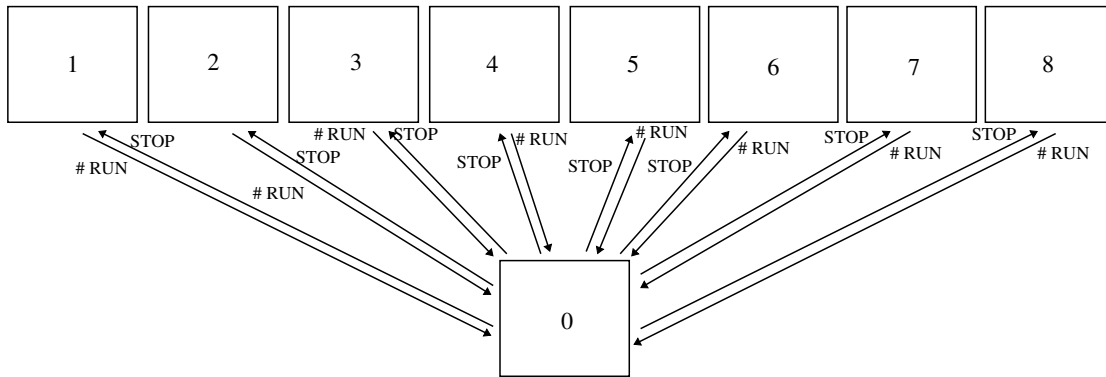 1 2 3 4 5 6 7 8
STOP # RUN STOP # RUN # RUN STOP STOP
STOP STOP STOP STOP # RUN # RUN # RUN
# RUN # RUN
0